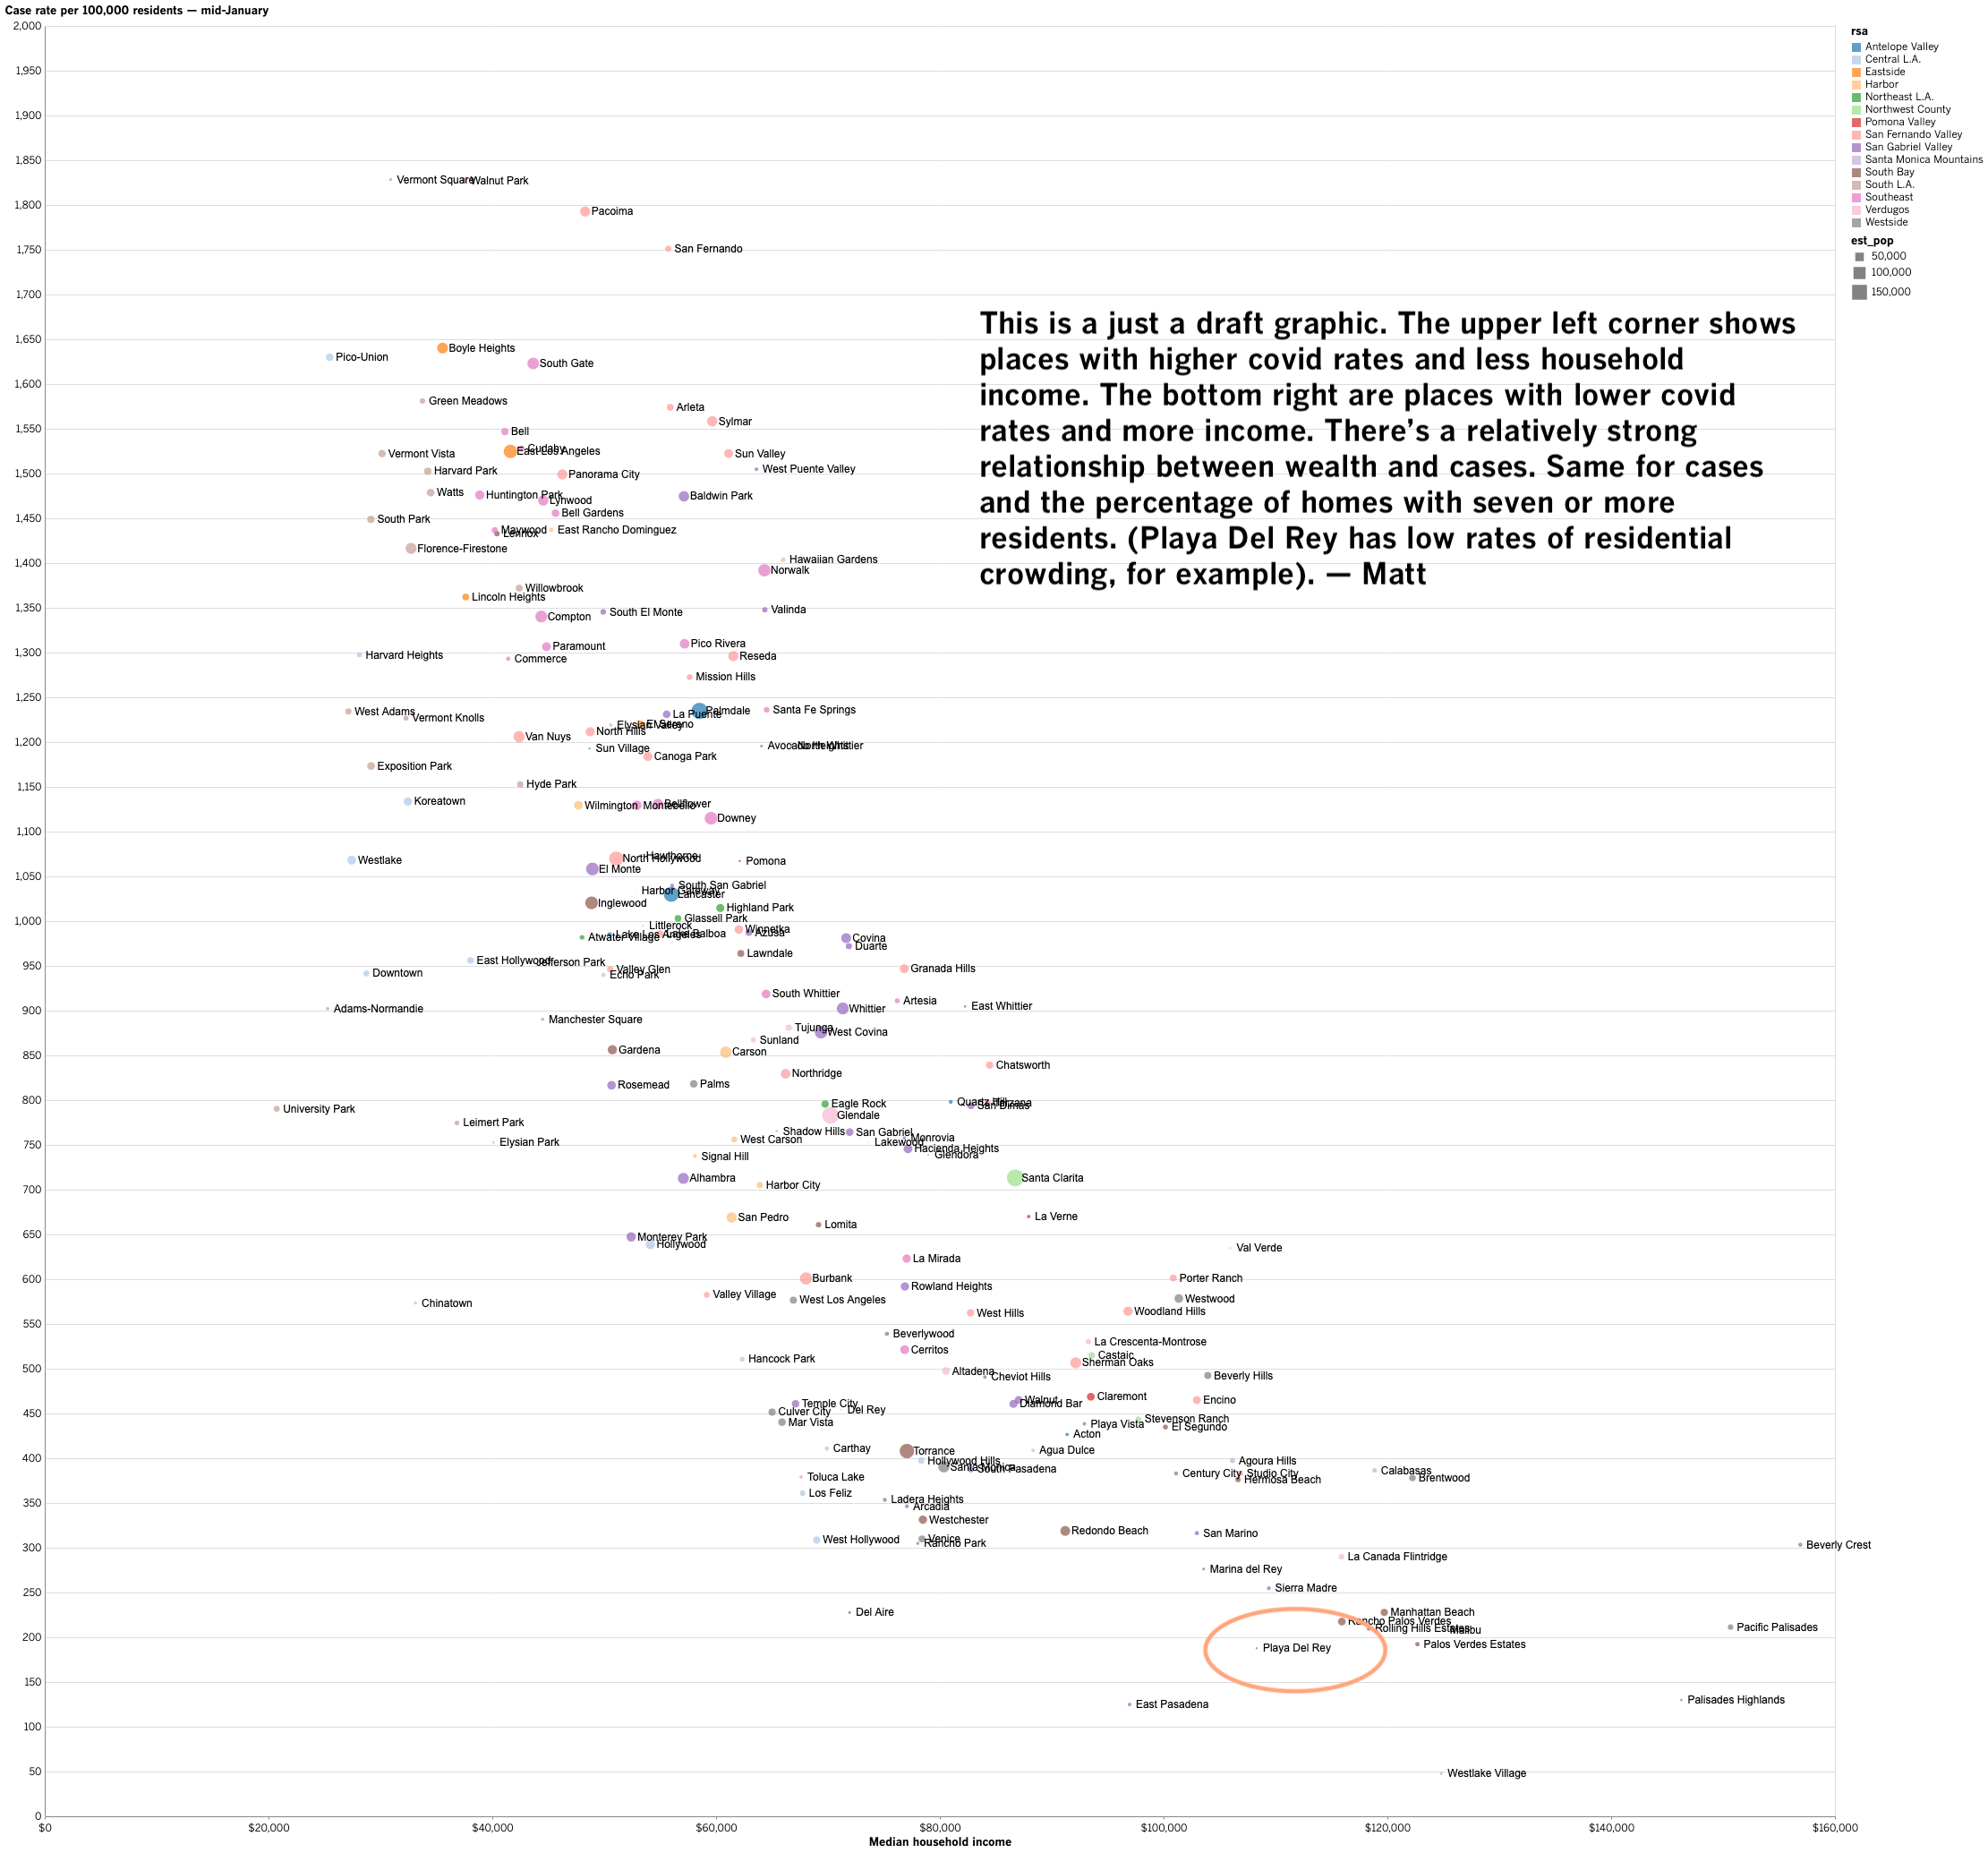 Case rate per 100,000 residents — mid-January
2,000
1,950
1,900
1,850
1,800
1,750
1,700
1,650
1,600
1,550
1,500
1,450
1,400
1,350
1,300
1,250
1,200
1,150
1,100
1,050
1,000
950
900
850
800
750
700
650
600
550
500
450
400
350
300
250
200
150
100
50
0
$0
$20,000
$40,000
$60,000
$80,000
$100,000
$120,000
$140,000
$160,000
Median household income
rsa
Antelope Valley
Central L.A.
Eastside
Harbor
Northeast L.A.
Northwest County
Pomona Valley
San Fernando Valley
San Gabriel Valley
Santa Monica Mountains
South Bay
South L.A.
Southeast
Verdugos
Westside
est_pop
50,000
100,000
150,000
This is a just a draft graphic. The upper left corner shows
places with higher covid rates and less household
income. The bottom right are places with lower covid
rates and more income. There's a relatively strong
relationship between wealth and cases. Same for cases
and the percentage of homes with seven or more
residents. (Playa Del Rey has low rates of residential
crowding, for example). — Matt
Vermont Square
Walnut Park
Pacoima
San Fernando
Boyle Heights
Pico-Union
South Gate
Green Meadows
Arleta
Sylmar
Bell
Cudahy
East Los Angeles
Vermont Vista
Sun Valley
Harvard Park
West Puente Valley
Panorama City
Watts
Huntington Park
Lynwood
Baldwin Park
Bell Gardens
South Park
Maywood
Lennox
East Rancho Dominguez
Florence-Firestone
Hawaiian Gardens
Norwalk
Willowbrook
Lincoln Heights
South El Monte
Valinda
Compton
Pico Rivera
Paramount
Harvard Heights
Commerce
Reseda
Mission Hills
West Adams
Vermont Knolls
La Puente
Palmdale
Santa Fe Springs
Elysian Valley
El Sereno
North Hills
Van Nuys
Sun Village
Avocado Heights
North Whittier
Canoga Park
Exposition Park
Hyde Park
Koreatown
Wilmington
Montebello
Bellflower
Downey
Westlake
Hawthorne
North Hollywood
Pomona
El Monte
South San Gabriel
Harbor Gateway
Lancaster
Inglewood
Highland Park
Glassell Park
Littlerock
Winnetka
Azusa
Atwater Village
Lake Los Angeles
Lake Balboa
Covina
Duarte
Lawndale
East Hollywood
Jefferson Park
Valley Glen
Echo Park
Downtown
Granada Hills
South Whittier
Artesia
East Whittier
Adams-Normandie
Whittier
Manchester Square
Tujunga
West Covina
Sunland
Gardena
Carson
Chatsworth
Northridge
Rosemead
Palms
University Park
Eagle Rock
Quartz Hill
Tarzana
San Dimas
Glendale
Leimert Park
Shadow Hills
San Gabriel
Elysian Park
West Carson
Monrovia
Lakewood
Hacienda Heights
Glendora
Signal Hill
Alhambra
Harbor City
Santa Clarita
San Pedro
Lomita
La Verne
Monterey Park
Hollywood
Val Verde
La Mirada
Burbank
Rowland Heights
Porter Ranch
Chinatown
Valley Village
West Los Angeles
Westwood
West Hills
Woodland Hills
Beverlywood
La Crescenta-Montrose
Cerritos
Castaic
Hancock Park
Sherman Oaks
Altadena
Cheviot Hills
Beverly Hills
Temple City
Walnut
Diamond Bar
Claremont
Encino
Culver City
Del Rey
Mar Vista
Playa Vista
Stevenson Ranch
El Segundo
Acton
Carthay
Torrance
Agua Dulce
Hollywood Hills
Santa Monica
South Pasadena
Agoura Hills
Toluca Lake
Century City
Studio City
Hermosa Beach
Calabasas
Brentwood
Los Feliz
Ladera Heights
Arcadia
Westchester
Redondo Beach
San Marino
West Hollywood
Venice
Rancho Park
Beverly Crest
La Canada Flintridge
Marina del Rey
Sierra Madre
Del Aire
Manhattan Beach
Rancho Palos Verdes
Rolling Hills Estates
Malibu
Pacific Palisades
Playa Del Rey
Palos Verdes Estates
East Pasadena
Palisades Highlands
Westlake Village